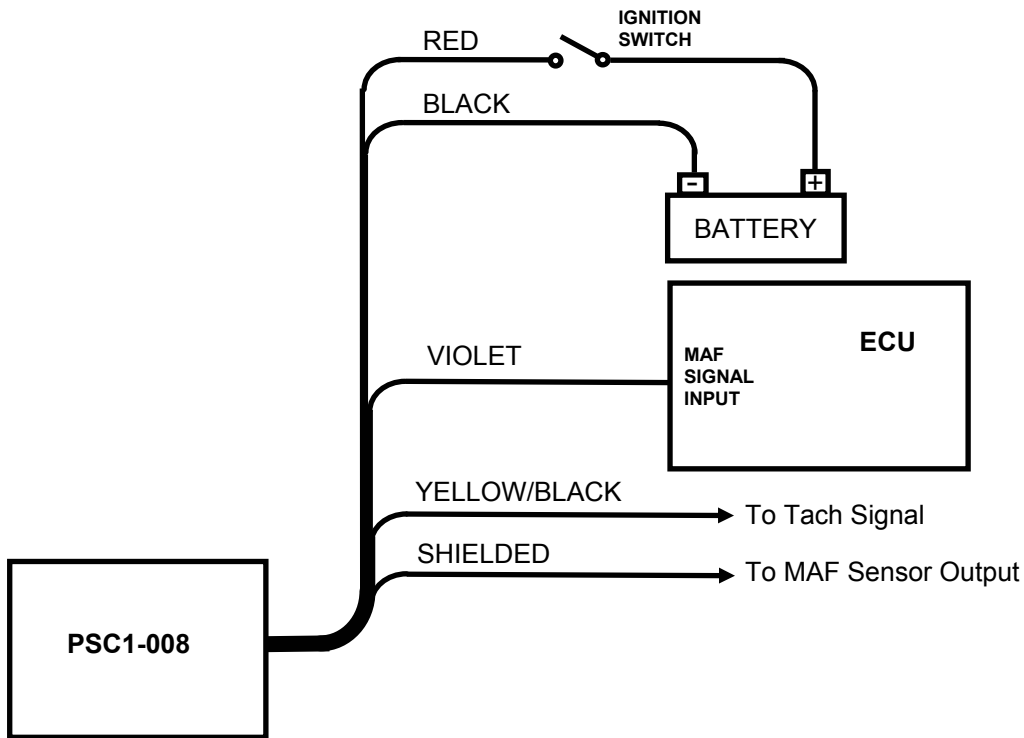 IGNITION
SWITCH
RED
BLACK
- +
BATTERY
VIOLET
MAF
SIGNAL
INPUT
ECU
YELLOW/BLACK
To Tach Signal
SHIELDED
To MAF Sensor Output
PSC1-008